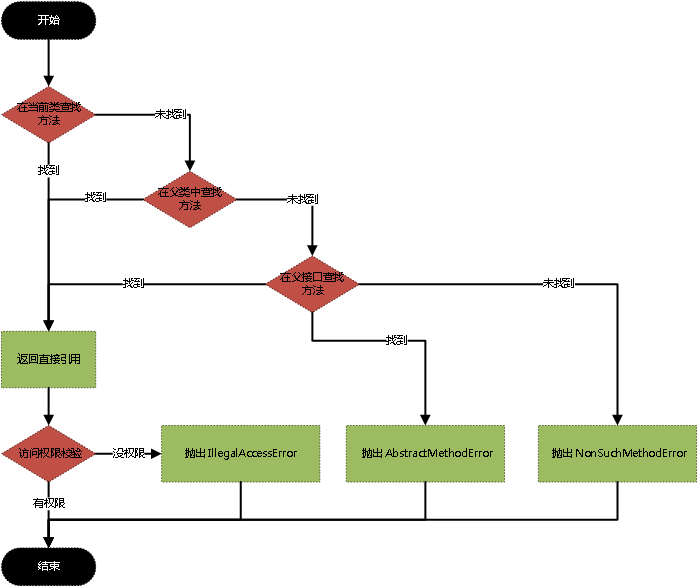 开始
在当前类查找
方法
未找到
找到
在父类中查找
方法
找到
未找到
在父接口查找
方法
找到
未找到
找到
返回直接引用
访问权限校验
没权限
抛出 IllegalAccessError
抛出 AbstractMethodError
抛出 NonSuchMethodError
有权限
结束